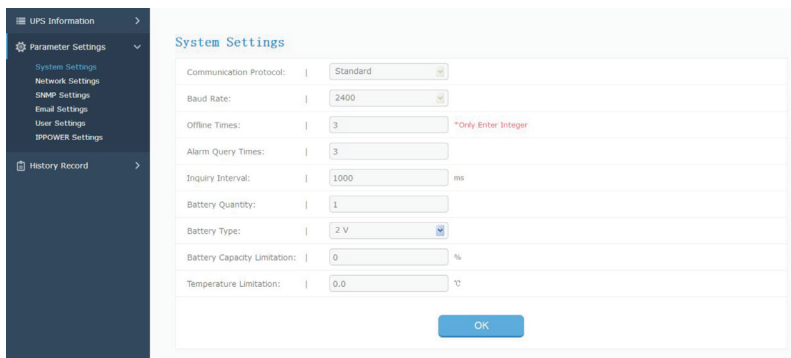 UPS Information
Parameter Settings
System Settings
Network Settings
SNMP Settings
Email Settings
User Settings
IPPOWER Settings
History Record
System Settings
Communication Protocol: | Standard
Baud Rate: | 2400
Offline Times: | 3 *Only Enter Integer
Alarm Query Times: | 3
Inquiry Interval: | 1000 ms
Battery Quantity: | 1
Battery Type: | 2 V
Battery Capacity Limitation: | 0 %
Temperature Limitation: | 0.0 ℃
OK